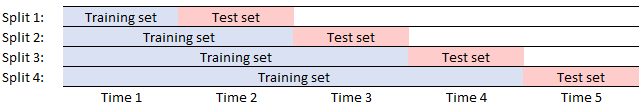 Split 1: Training set Test set
Split 2: Training set Test set
Split 3: Training set Test set
Split 4: Training set Test set
Time 1 Time 2 Time 3 Time 4 Time 5